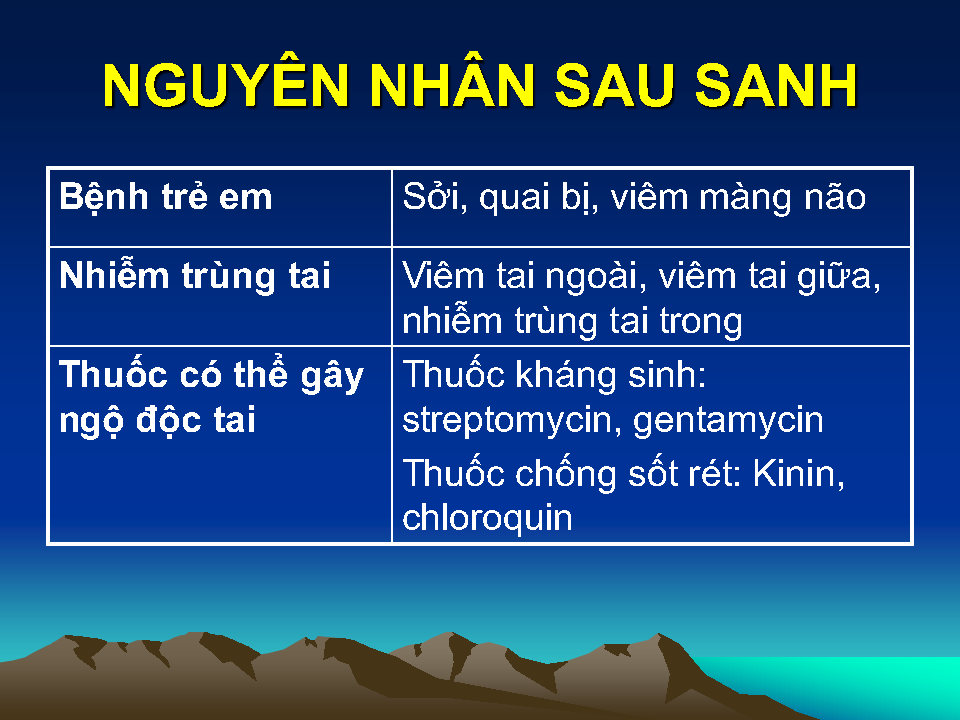 NGUYÊN NHÂN SAU SANH
Bệnh trẻ em
Sởi, quai bị, viêm màng não
Nhiễm trùng tai
Viêm tai ngoài, viêm tai giữa,
nhiễm trùng tai trong
Thuốc có thể gây
ngộ độc tai
Thuốc kháng sinh:
streptomycin, gentamycin
Thuốc chống sốt rét: Kinin,
chloroquin